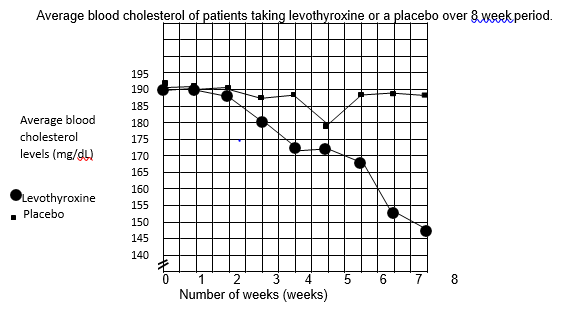 Average blood cholesterol of patients taking levothyroxine or a placebo over 8 week period.
195
190
185
180
175
170
165
160
155
150
145
140
Average blood
cholesterol
levels (mg/dL)
Levothyroxine
Placebo
0 1 2 3 4 5 6 7 8
Number of weeks (weeks)